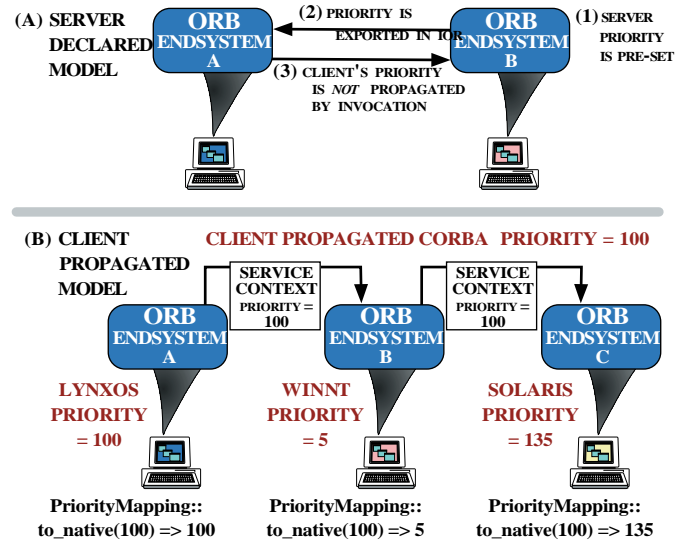 (A) SERVER
DECLARED
MODEL
ORB
ENDSYSTEM
A
(2) PRIORITY IS
EXPORTED IN IOR
(3) CLIENT'S PRIORITY
IS NOT PROPAGATED
BY INVOCATION
ORB
ENDSYSTEM
B
(1) SERVER
PRIORITY
IS PRE-SET
(B) CLIENT
PROPAGATED
MODEL
CLIENT PROPAGATED CORBA PRIORITY = 100
SERVICE
CONTEXT
PRIORITY =
100
SERVICE
CONTEXT
PRIORITY =
100
ORB
ENDSYSTEM
A
ORB
ENDSYSTEM
B
ORB
ENDSYSTEM
C
LYNXOS
PRIORITY
= 100
WINNT
PRIORITY
= 5
SOLARIS
PRIORITY
= 135
PriorityMapping::
to_native(100) => 100
PriorityMapping::
to_native(100) => 5
PriorityMapping::
to_native(100) => 135